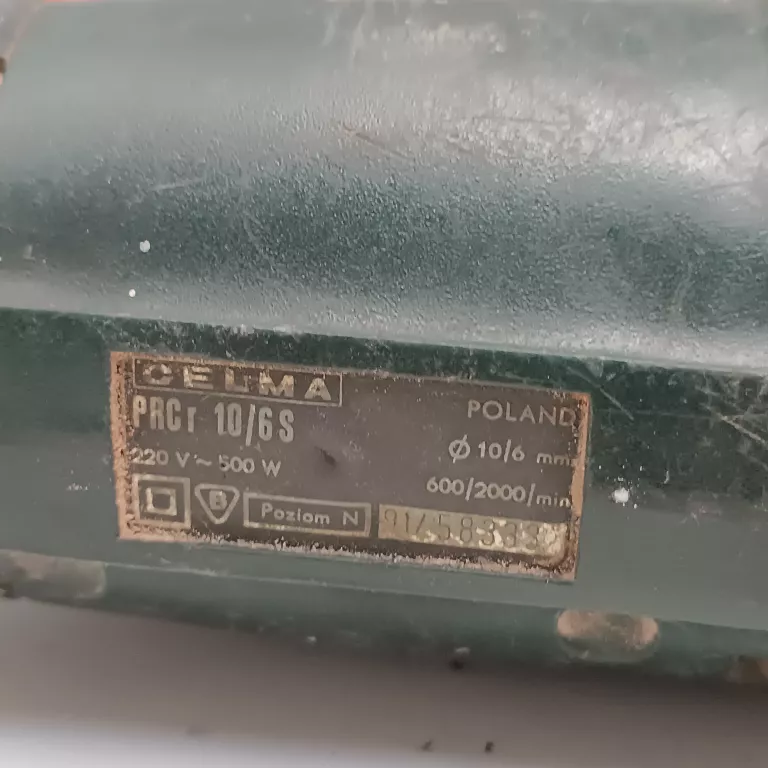 CELMA
POLAND
PRCr 10/6 S
Ø 10/6 mm
220 V ~ 500 W
600/2000/min
B
Poziom N